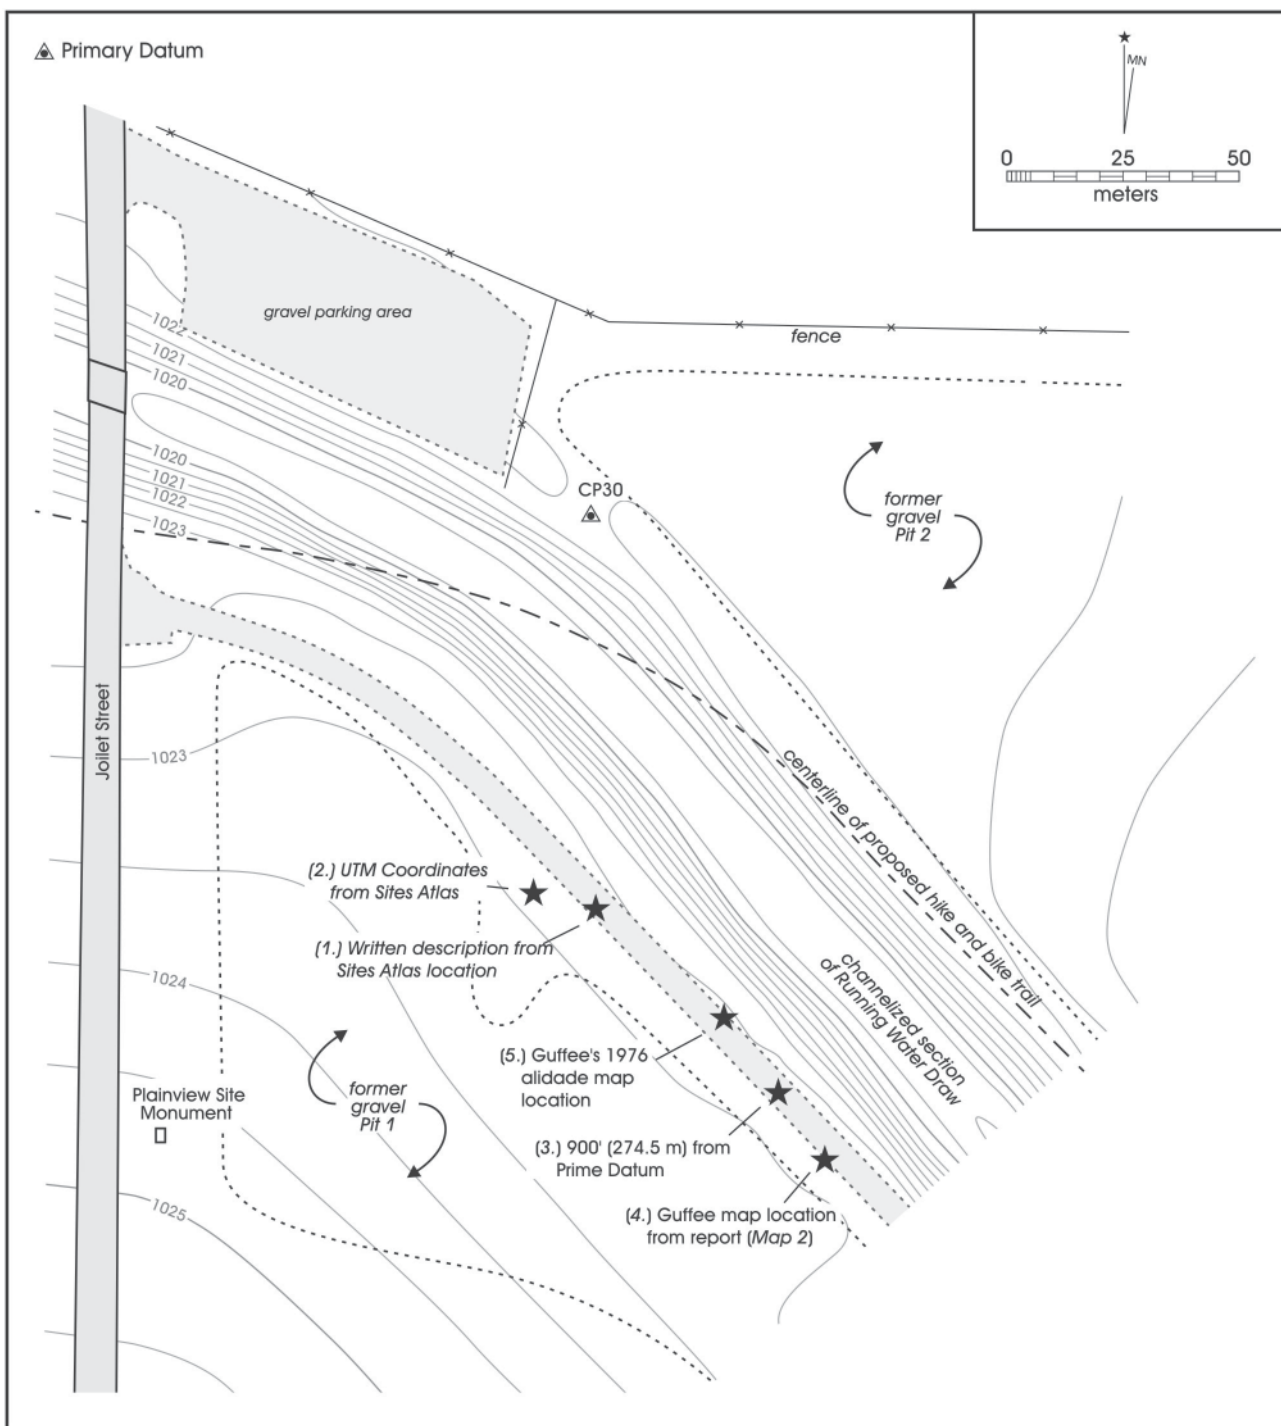 Primary Datum
MN
0 25 50
meters
gravel parking area
fence
1022
1021
1020
1020
1021
1022
1023
CP30
former
gravel
Pit 2
Joilet Street
1023
centerline of proposed hike and bike trail
(2.) UTM Coordinates
from Sites Atlas
(1.) Written description from
Sites Atlas location
channelized section
of Running Water Draw
1024
(5.) Guffee's 1976
alidade map
location
Plainview Site
Monument
former
gravel
Pit 1
(3.) 900' (274.5 m) from
Prime Datum
1025
(4.) Guffee map location
from report (Map 2)